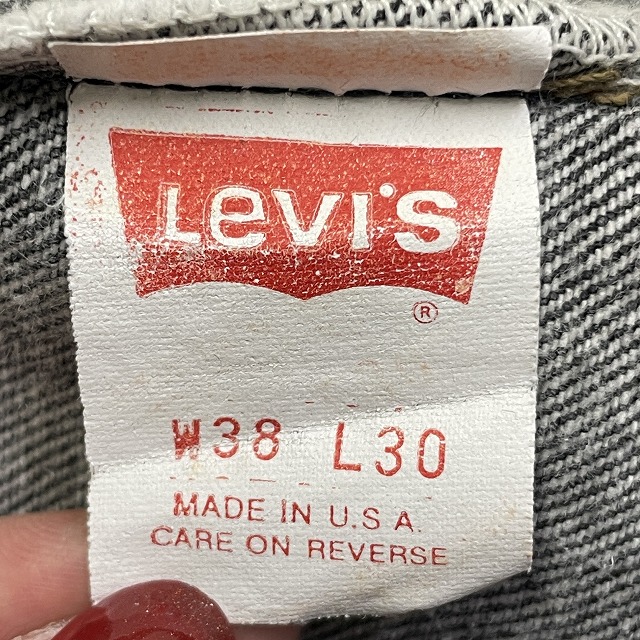 Levi's
®
W38 L30
MADE IN U.S.A.
CARE ON REVERSE